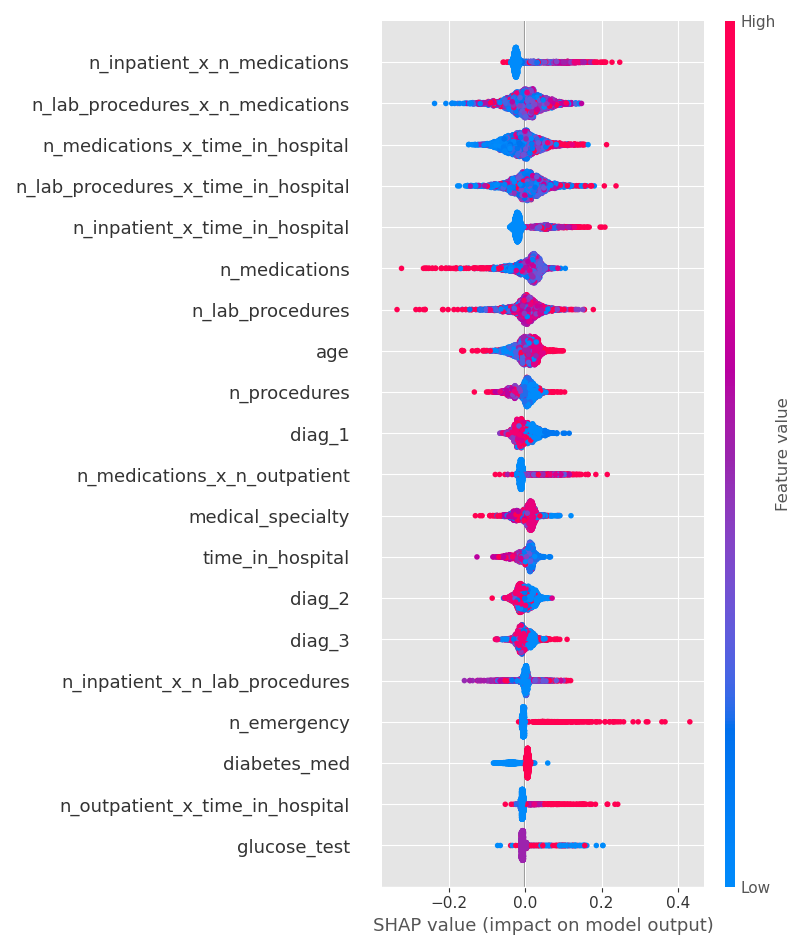 High
n_inpatient_x_n_medications
n_lab_procedures_x_n_medications
n_medications_x_time_in_hospital
n_lab_procedures_x_time_in_hospital
n_inpatient_x_time_in_hospital
n_medications
n_lab_procedures
age
n_procedures
diag_1
n_medications_x_n_outpatient
medical_specialty
time_in_hospital
diag_2
diag_3
n_inpatient_x_n_lab_procedures
n_emergency
diabetes_med
n_outpatient_x_time_in_hospital
glucose_test
Feature value
Low
−0.2 0.0 0.2 0.4
SHAP value (impact on model output)